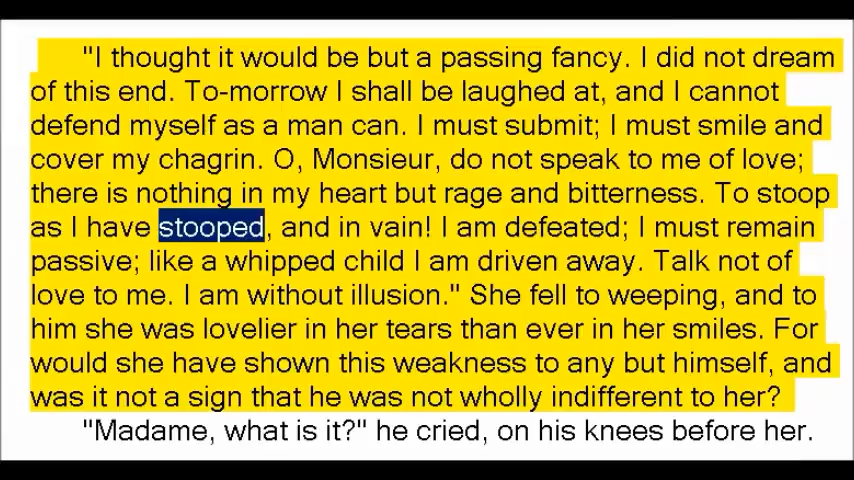 "I thought it would be but a passing fancy. I did not dream
of this end. To-morrow I shall be laughed at, and I cannot
defend myself as a man can. I must submit; I must smile and
cover my chagrin. O, Monsieur, do not speak to me of love;
there is nothing in my heart but rage and bitterness. To stoop
as I have stooped, and in vain! I am defeated; I must remain
passive; like a whipped child I am driven away. Talk not of
love to me. I am without illusion." She fell to weeping, and to
him she was lovelier in her tears than ever in her smiles. For
would she have shown this weakness to any but himself, and
was it not a sign that he was not wholly indifferent to her?
"Madame, what is it?" he cried, on his knees before her.